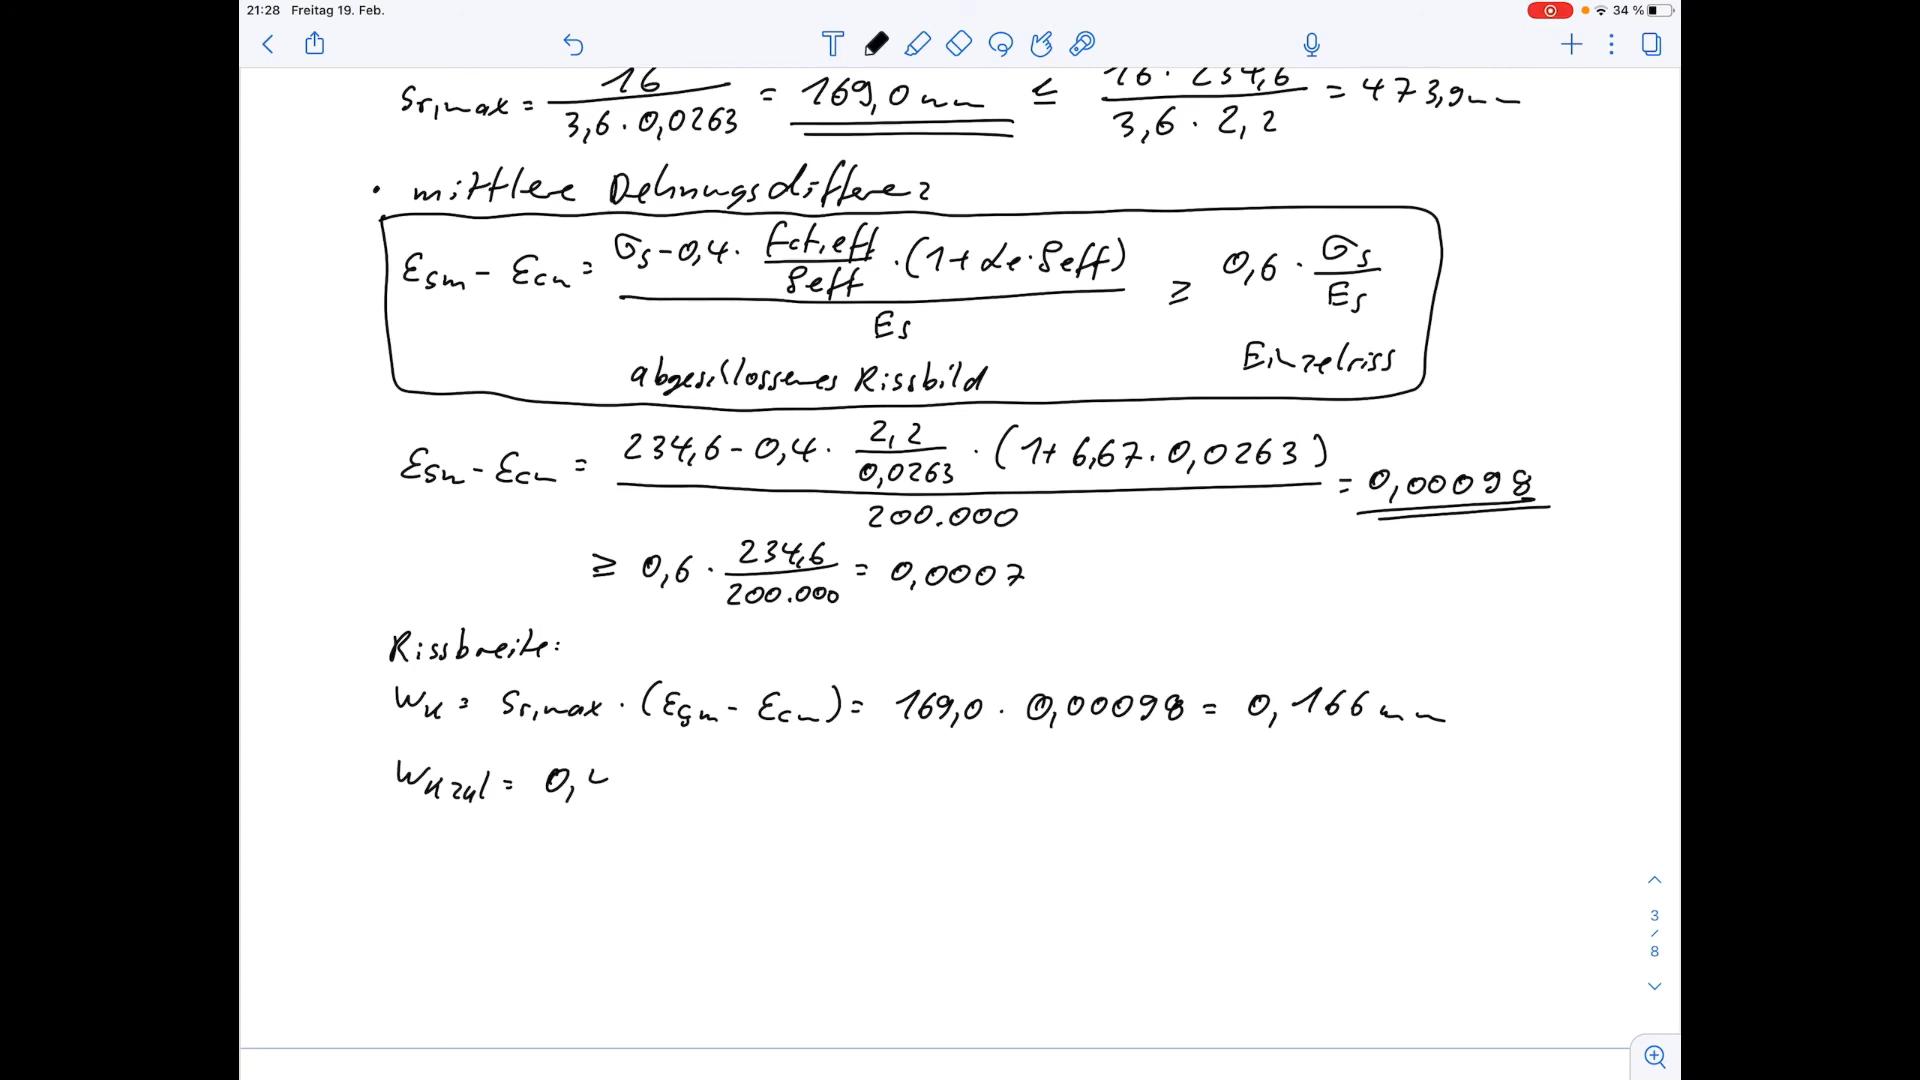 21:28 Freitag 19. Feb. 34 %
Sr,max = 16 / (3,6 · 0,0263) = 169,0 mm ≤ (16 · 234,6) / (3,6 · 2,2) = 473,9 mm
• mittlere Dehnungsdifferenz
εsm - εcm = (σs - 0,4 · fct,eff / ρeff · (1 + αe · ρeff)) / Es ≥ 0,6 · σs / Es
abgeschlossenes Rissbild Einzelriss
εsm - εcm = (234,6 - 0,4 · 2,2 / 0,0263 · (1 + 6,67 · 0,0263)) / 200.000 = 0,00098
≥ 0,6 · 234,6 / 200.000 = 0,0007
Rissbreite:
Wk = Sr,max · (εsm - εcm) = 169,0 · 0,00098 = 0,166 mm
Wk zul = 0,4
3
/
8